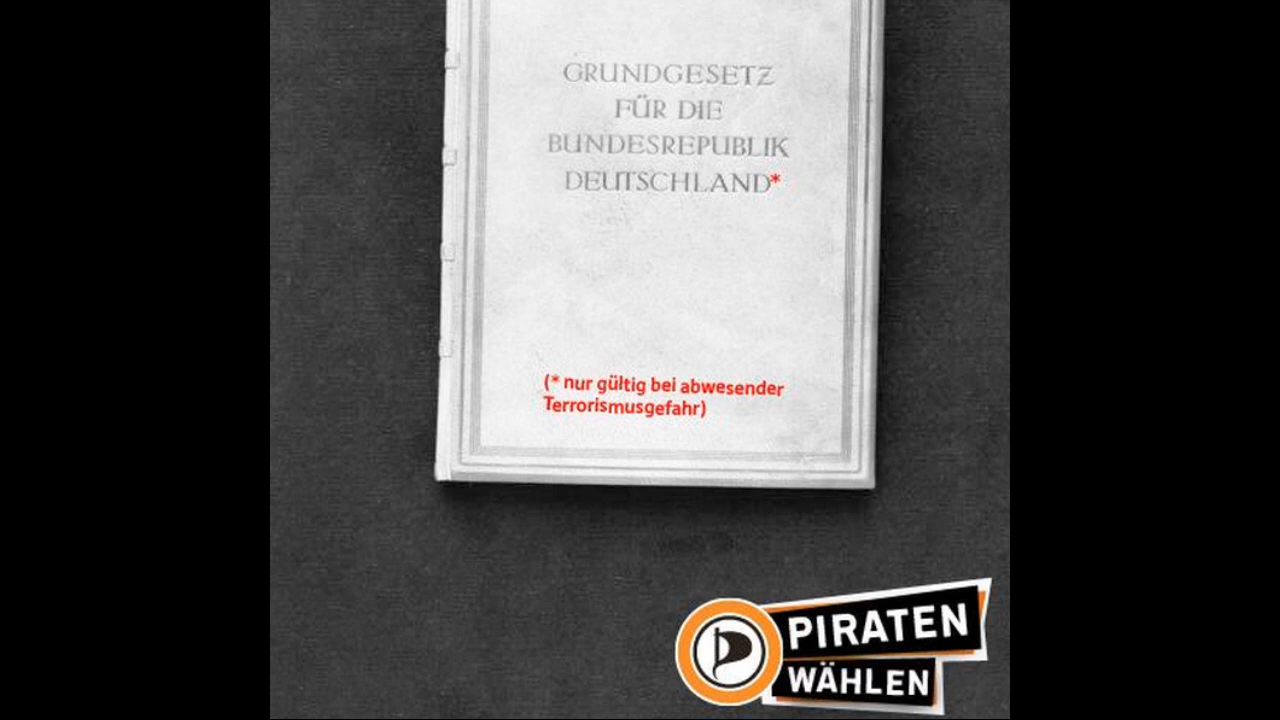 GRUNDGESETZ
FÜR DIE
BUNDESREPUBLIK
DEUTSCHLAND*
(* nur gültig bei abwesender
Terrorismusgefahr)
PIRATEN
WÄHLEN